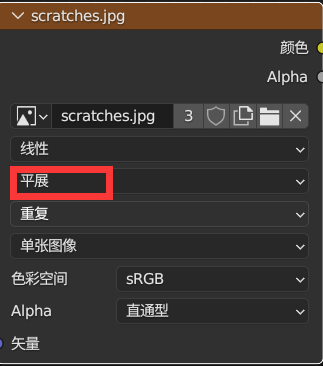 scratches.jpg
颜色
Alpha
scratches.jpg 3
线性
平展
重复
单张图像
色彩空间 sRGB
Alpha 直通型
矢量